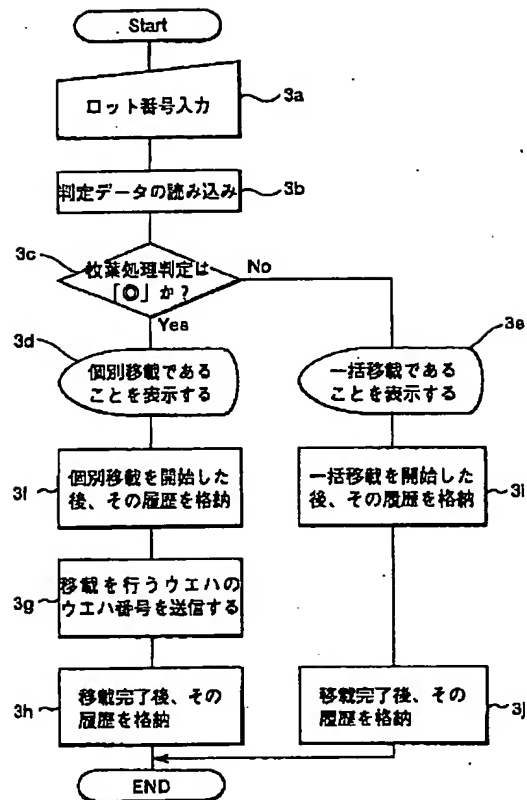 Start
ロット番号入力
3a
判定データの読み込み
3b
3c
枚葉処理判定は
「◎」か？
No
Yes
3d
個別移載である
ことを表示する
3e
一括移載である
ことを表示する
3f
個別移載を開始した
後、その履歴を格納
一括移載を開始した
後、その履歴を格納
3i
3g
移載を行うウエハの
ウエハ番号を送信する
3h
移載完了後、その
履歴を格納
移載完了後、その
履歴を格納
3j
END